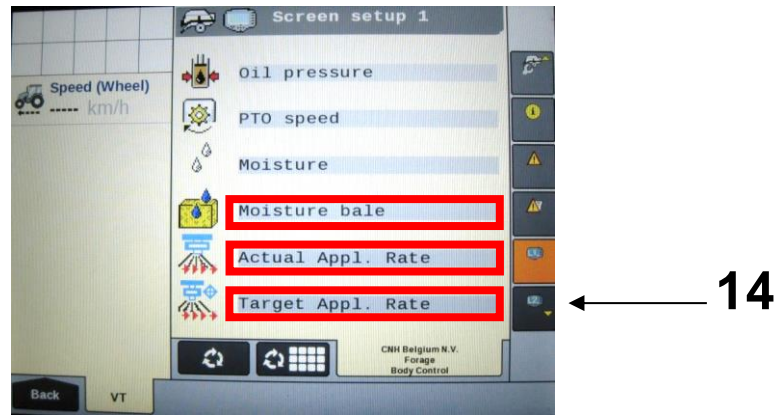 Screen setup 1
Speed (Wheel)
----- km/h
Oil pressure
PTO speed
Moisture
Moisture bale
Actual Appl. Rate
Target Appl. Rate
14
CNH Belgium N.V.
Forage
Body Control
Back
VT